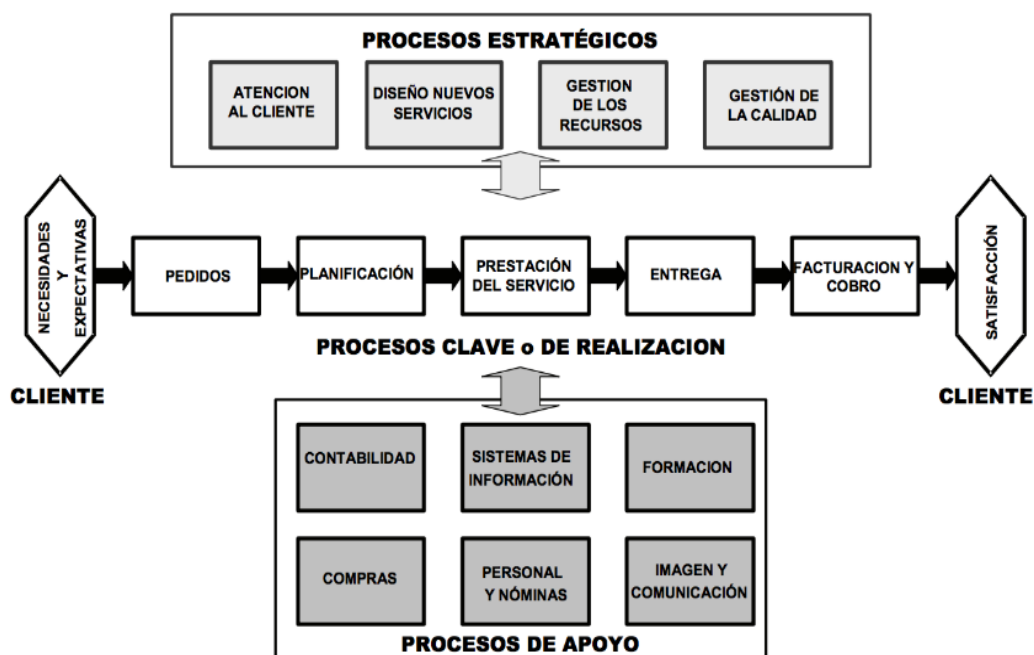 PROCESOS ESTRATÉGICOS
ATENCION
AL CLIENTE
DISEÑO NUEVOS
SERVICIOS
GESTION
DE LOS
RECURSOS
GESTIÓN DE
LA CALIDAD
NECESIDADES
Y
EXPECTATIVAS
CLIENTE
PEDIDOS
PLANIFICACIÓN
PRESTACIÓN
DEL SERVICIO
ENTREGA
FACTURACION Y
COBRO
SATISFACCIÓN
CLIENTE
PROCESOS CLAVE o DE REALIZACION
CONTABILIDAD
SISTEMAS DE
INFORMACIÓN
FORMACION
COMPRAS
PERSONAL
Y NÓMINAS
IMAGEN Y
COMUNICACIÓN
PROCESOS DE APOYO